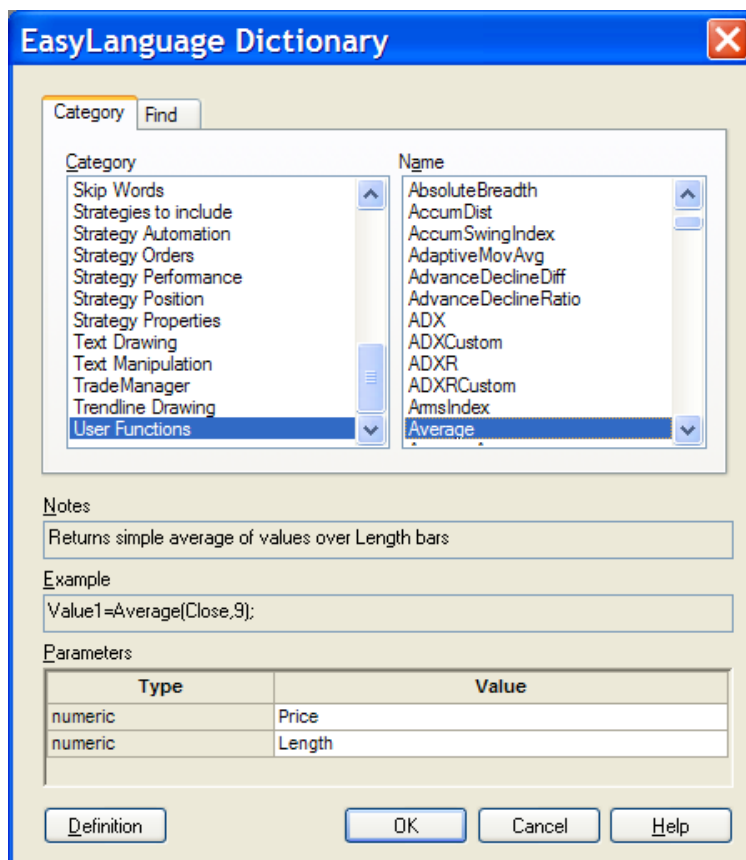 EasyLanguage Dictionary
Category
Find
Category
Name
Skip Words
Strategies to include
Strategy Automation
Strategy Orders
Strategy Performance
Strategy Position
Strategy Properties
Text Drawing
Text Manipulation
TradeManager
Trendline Drawing
User Functions
AbsoluteBreadth
AccumDist
AccumSwingIndex
AdaptiveMovAvg
AdvanceDeclineDiff
AdvanceDeclineRatio
ADX
ADXCustom
ADXR
ADXRCustom
ArmsIndex
Average
Notes
Returns simple average of values over Length bars
Example
Value1=Average(Close,9);
Parameters
Type Value
numeric Price
numeric Length
Definition OK Cancel Help